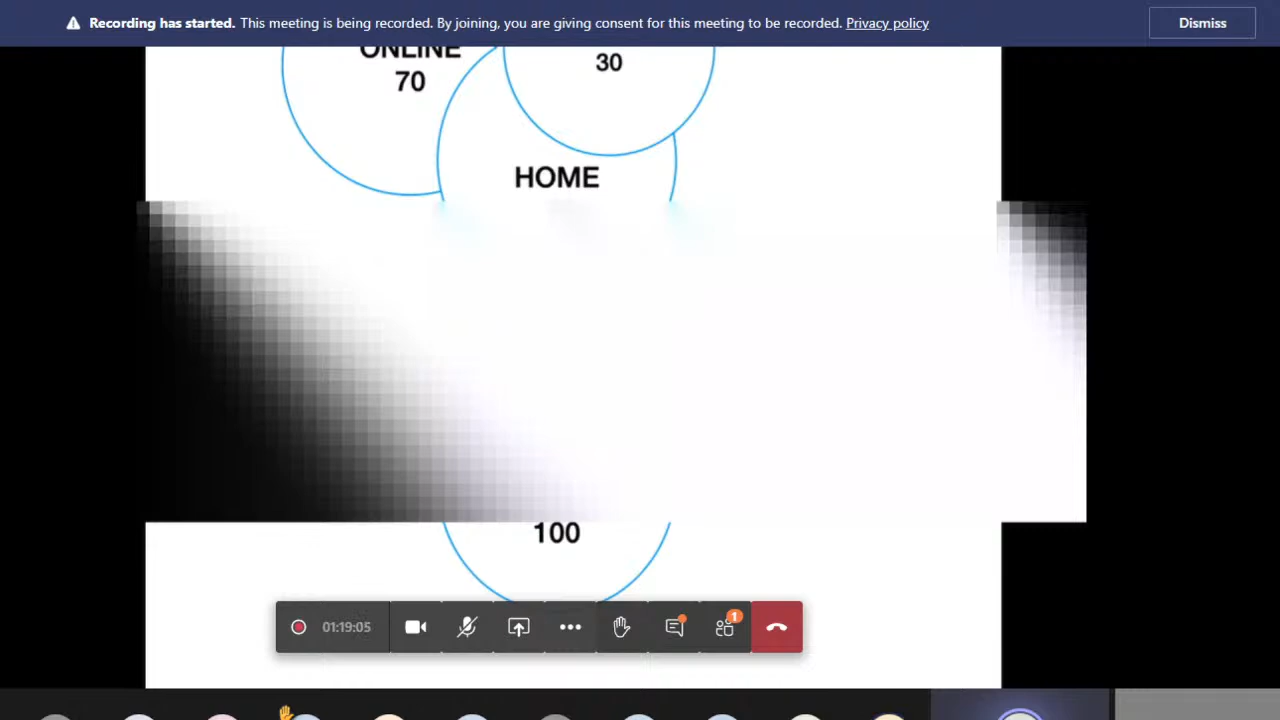 Recording has started. This meeting is being recorded. By joining, you are giving consent for this meeting to be recorded. Privacy policy
Dismiss
ONLINE
70
30
HOME
100
01:19:05
1